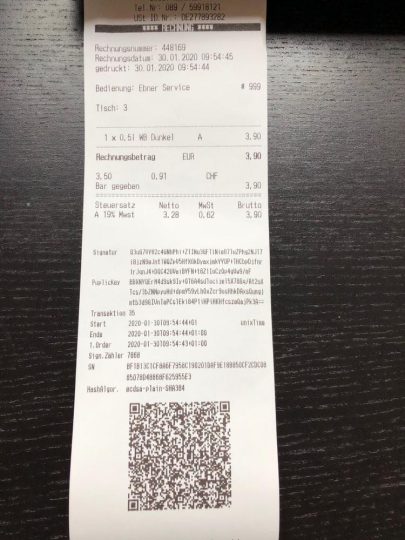 Tel.Nr: 089 / 59918121
USt ID.Nr.: DE277893282
**** RECHNUNG ****
Rechnungsnummer: 448169
Rechnungsdatum: 30.01.2020 09:54:45
gedruckt: 30.01.2020 09:54:44
Bedienung: Ebner Service # 999
Tisch: 3
1 x 0,5l WB Dunkel A 3,90
Rechnungsbetrag EUR 3,90
3,50 0,91 CHF
Bar gegeben 3,90
Steuersatz Netto MwSt Brutto
A 19% Mwst 3,28 0,62 3,90
Signatur
PuplicKey
Transaktion 35
Start 2020-01-30T09:54:44+01:00 unixTime
Ende 2020-01-30T09:54:44+01:00
1.Order 2020-01-30T09:54:43+01:00
Sign.Zähler 7868
SN
HashAlgor. ecdsa-plain-SHA384